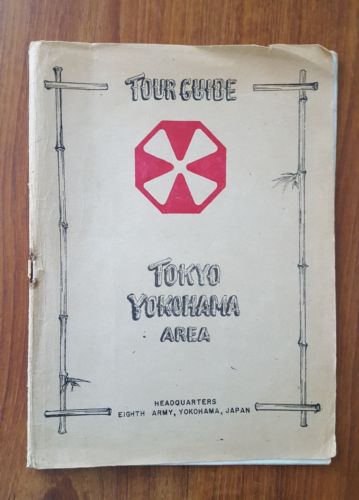 TOUR GUIDE
TOKYO
YOKOHAMA
AREA
HEADQUARTERS
EIGHTH ARMY, YOKOHAMA, JAPAN